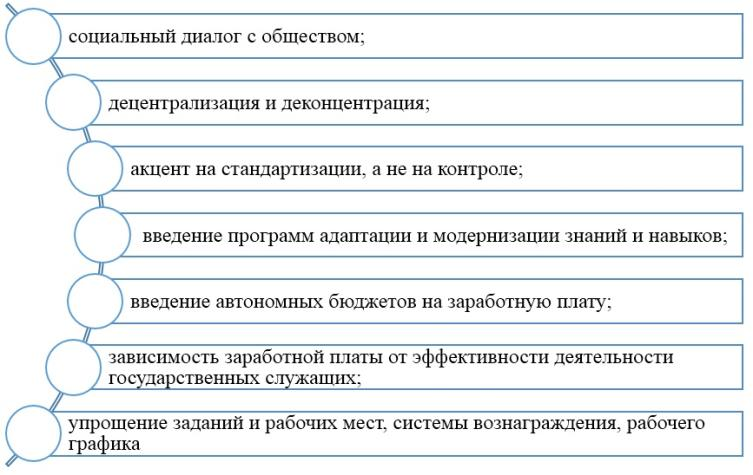 социальный диалог с обществом;
децентрализация и деконцентрация;
акцент на стандартизации, а не на контроле;
введение программ адаптации и модернизации знаний и навыков;
введение автономных бюджетов на заработную плату;
зависимость заработной платы от эффективности деятельности
государственных служащих;
упрощение заданий и рабочих мест, системы вознаграждения, рабочего
графика